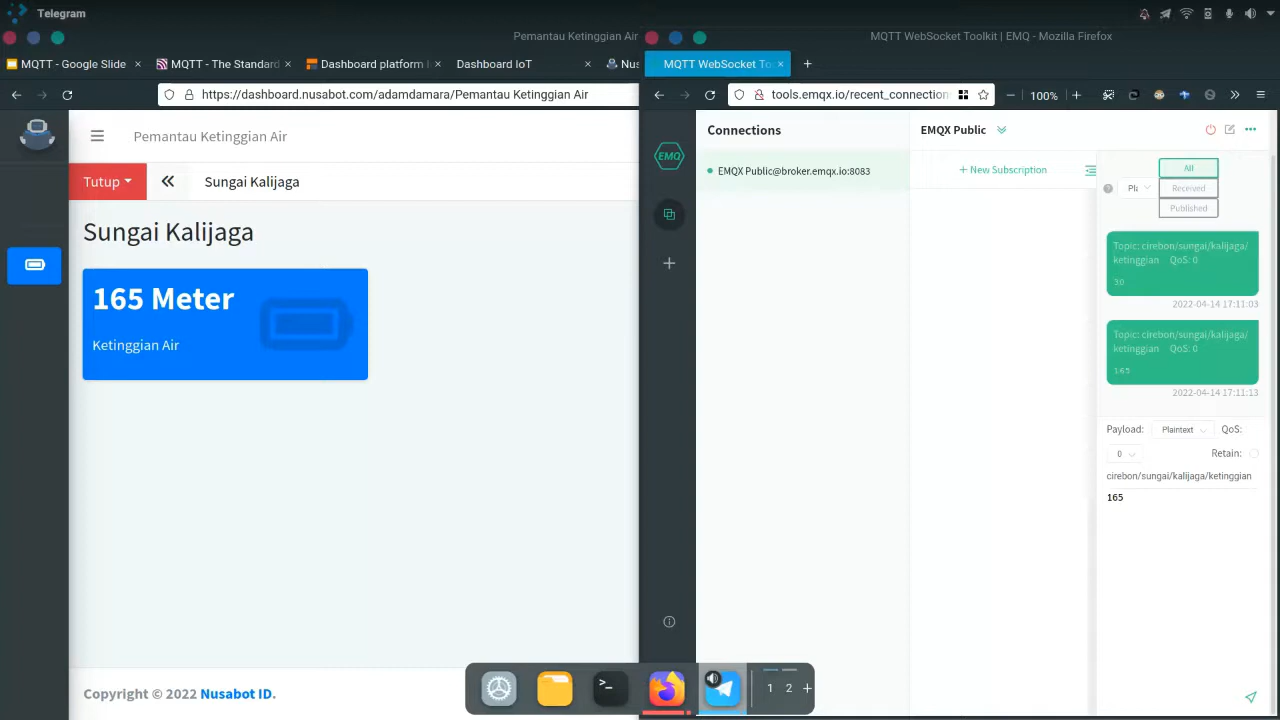 Telegram
Pemantau Ketinggian Air
MQTT WebSocket Toolkit | EMQ - Mozilla Firefox
MQTT - Google Slide
MQTT - The Standard
Dashboard platform I
Dashboard IoT
Nus
MQTT WebSocket To
https://dashboard.nusabot.com/adamdamara/Pemantau Ketinggian Air
tools.emqx.io/recent_connection
100%
Pemantau Ketinggian Air
Tutup
Sungai Kalijaga
Sungai Kalijaga
165 Meter
Ketinggian Air
Copyright © 2022 Nusabot ID.
EMQ
Connections
EMQX Public@broker.emqx.io:8083
EMQX Public
+ New Subscription
All
Pla
Received
Published
Topic: cirebon/sungai/kalijaga/
ketinggian QoS: 0
30
2022-04-14 17:11:03
Topic: cirebon/sungai/kalijaga/
ketinggian QoS: 0
165
2022-04-14 17:11:13
Payload: Plaintext QoS:
0 Retain:
cirebon/sungai/kalijaga/ketinggian
165
1 2 +